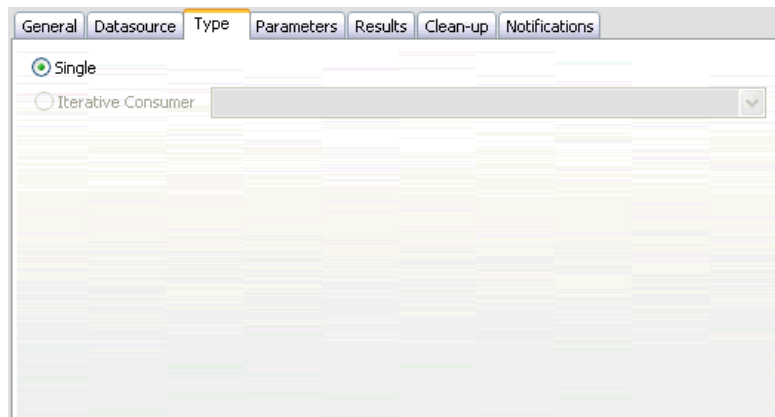 General Datasource Type Parameters Results Clean-up Notifications
Single
Iterative Consumer